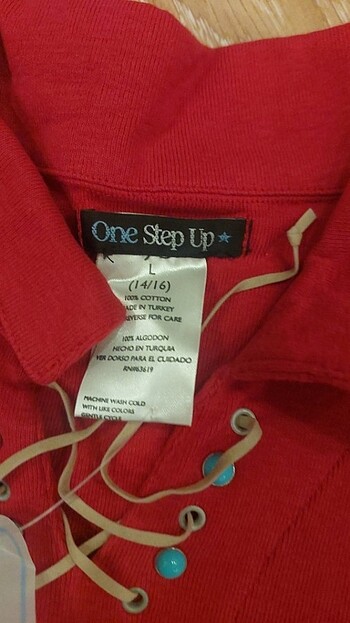 One Step Up
L
(14/16)
100% COTTON
MADE IN TURKEY
REVERSE FOR CARE
100% ALGODON
HECHO EN TURQUIA
VER DORSO PARA EL CUIDADO
RN#63619
MACHINE WASH COLD
WITH LIKE COLORS
GENTLE CYCLE